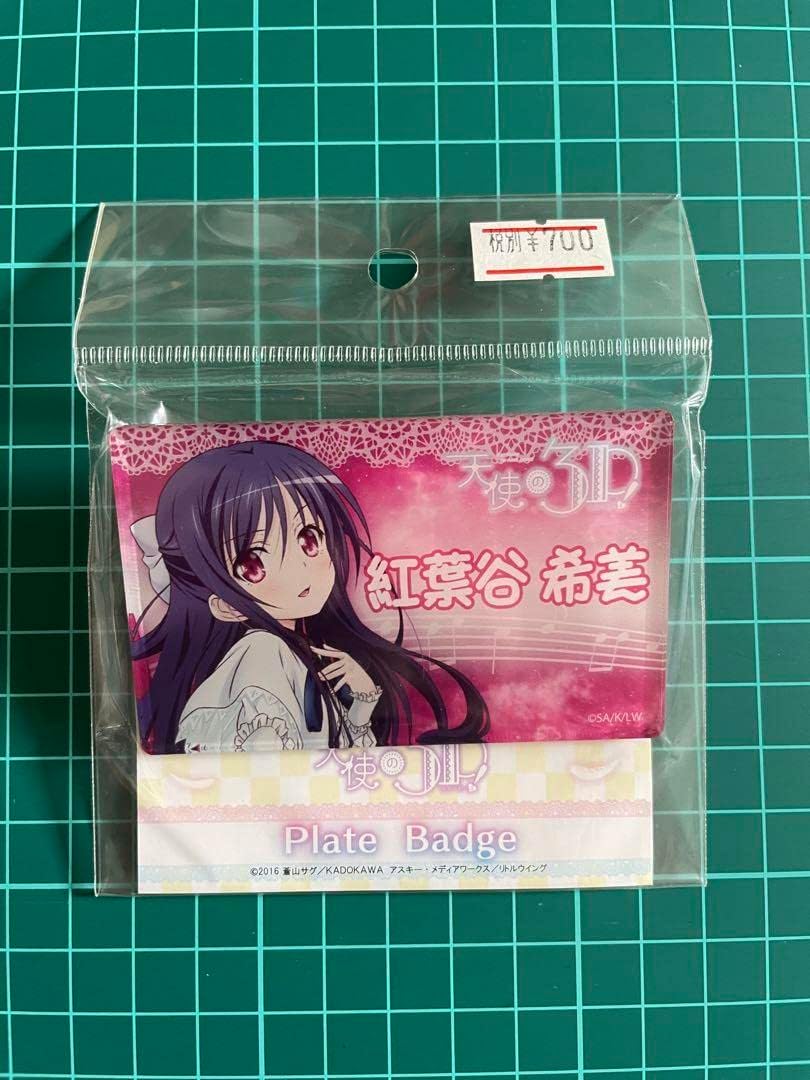 税別￥700
天使の3P!
紅葉谷 希美
©SA/K/LW
天使の3P!
Plate Badge
©2016 蒼山サグ／KADOKAWA アスキー・メディアワークス／リトルウイング